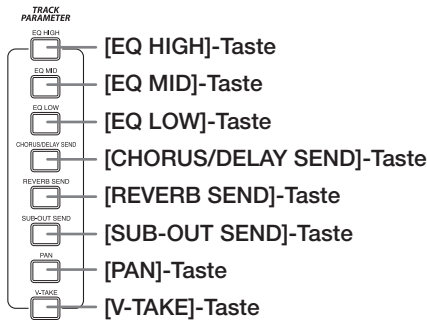 TRACK
PARAMETER
EQ HIGH
[EQ HIGH]-Taste
EQ MID
[EQ MID]-Taste
EQ LOW
[EQ LOW]-Taste
CHORUS/DELAY SEND
[CHORUS/DELAY SEND]-Taste
REVERB SEND
[REVERB SEND]-Taste
SUB-OUT SEND
[SUB-OUT SEND]-Taste
PAN
[PAN]-Taste
V-TAKE
[V-TAKE]-Taste